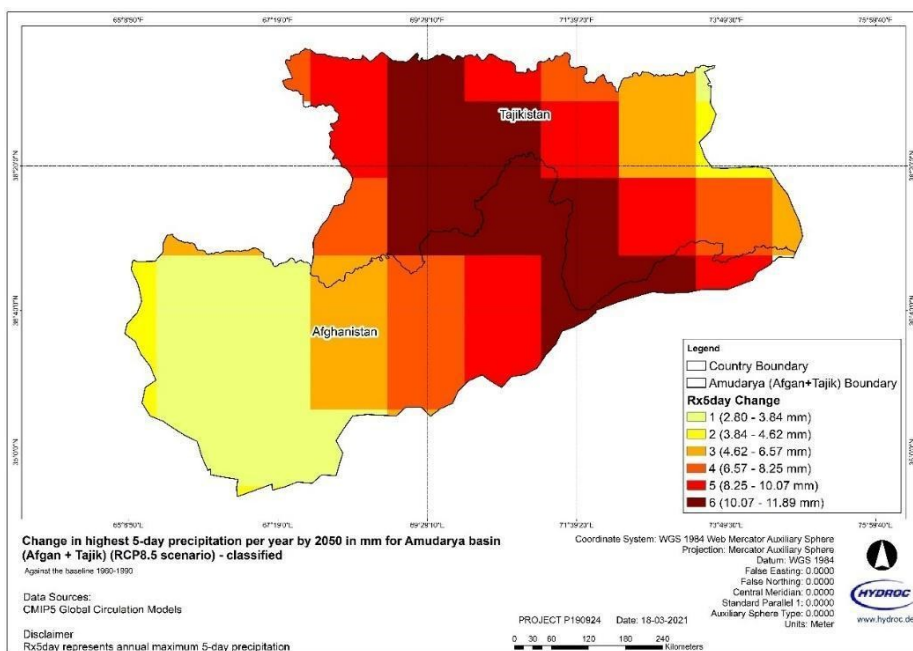 65°8'50"E 67°19'0"E 69°29'10"E 71°39'20"E 73°49'30"E 75°59'40"E
Tajikistan
Afghanistan
Legend
Country Boundary
Amudarya (Afgan+Tajik) Boundary
Rx5day Change
1 (2.80 - 3.84 mm)
2 (3.84 - 4.62 mm)
3 (4.62 - 6.57 mm)
4 (6.57 - 8.25 mm)
5 (8.25 - 10.07 mm)
6 (10.07 - 11.89 mm)
65°8'50"E 67°19'0"E 69°29'10"E 71°39'20"E 73°49'30"E 75°59'40"E
Change in highest 5-day precipitation per year by 2050 in mm for Amudarya basin
(Afgan + Tajik) (RCP8.5 scenario) - classified
Against the baseline 1960-1990
Data Sources:
CMIP5 Global Circulation Models
Disclaimer
Rx5day represents annual maximum 5-day precipitation
Coordinate System: WGS 1984 Web Mercator Auxiliary Sphere
Projection: Mercator Auxiliary Sphere
Datum: WGS 1984
False Easting: 0.0000
False Northing: 0.0000
Central Meridian: 0.0000
Standard Parallel 1: 0.0000
Auxiliary Sphere Type: 0.0000
Units: Meter
HYDROC
www.hydroc.de
PROJECT P190924 Date: 18-03-2021
0 30 60 120 180 240
Kilometers